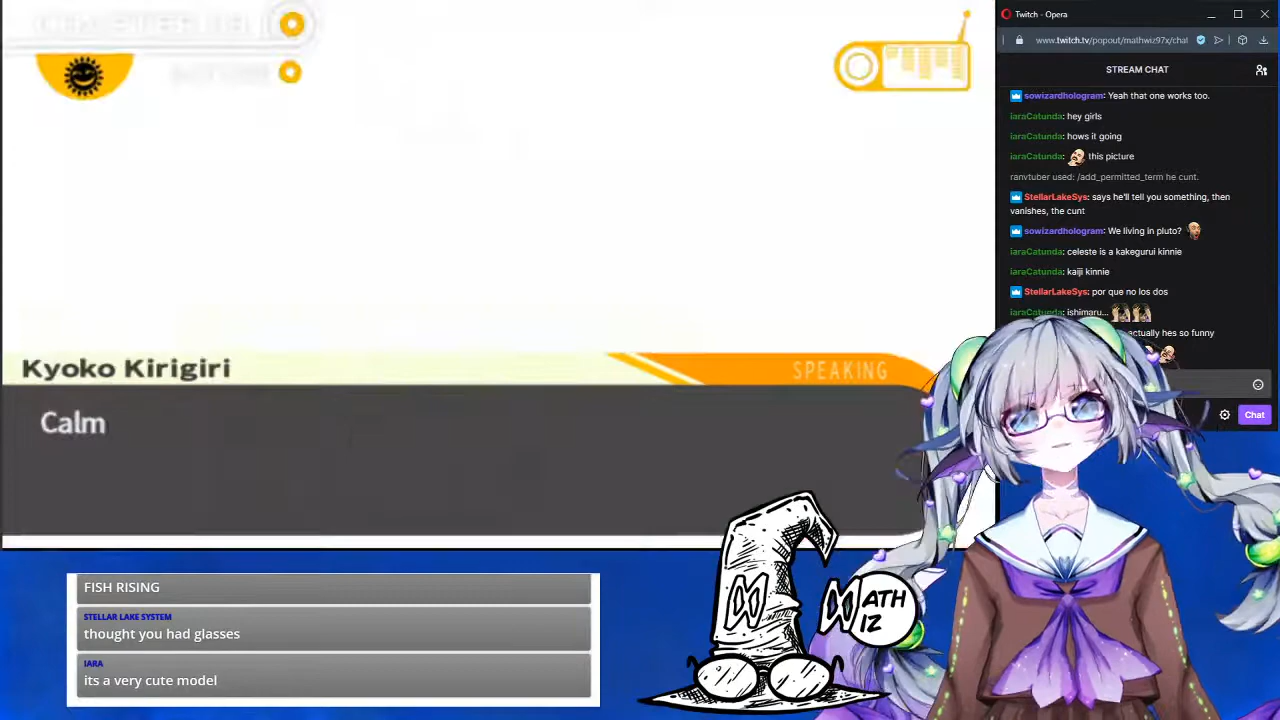 Kyoko Kirigiri
SPEAKING
Calm
Twitch - Opera
www.twitch.tv/popout/mathwiz97x/chat
STREAM CHAT
sowizardhologram: Yeah that one works too.
iaraCatunda: hey girls
iaraCatunda: hows it going
iaraCatunda: this picture
ranvtuber used: /add_permitted_term he cunt.
StellarLakeSys: says he'll tell you something, then
vanishes, the cunt
sowizardhologram: We living in pluto?
iaraCatunda: celeste is a kakegurui kinnie
iaraCatunda: kaiji kinnie
StellarLakeSys: por que no los dos
iaraCatunda: ishimaru...
actually hes so funny
Chat
FISH RISING
STELLAR LAKE SYSTEM
thought you had glasses
IARA
its a very cute model
W
WATH
WIZ